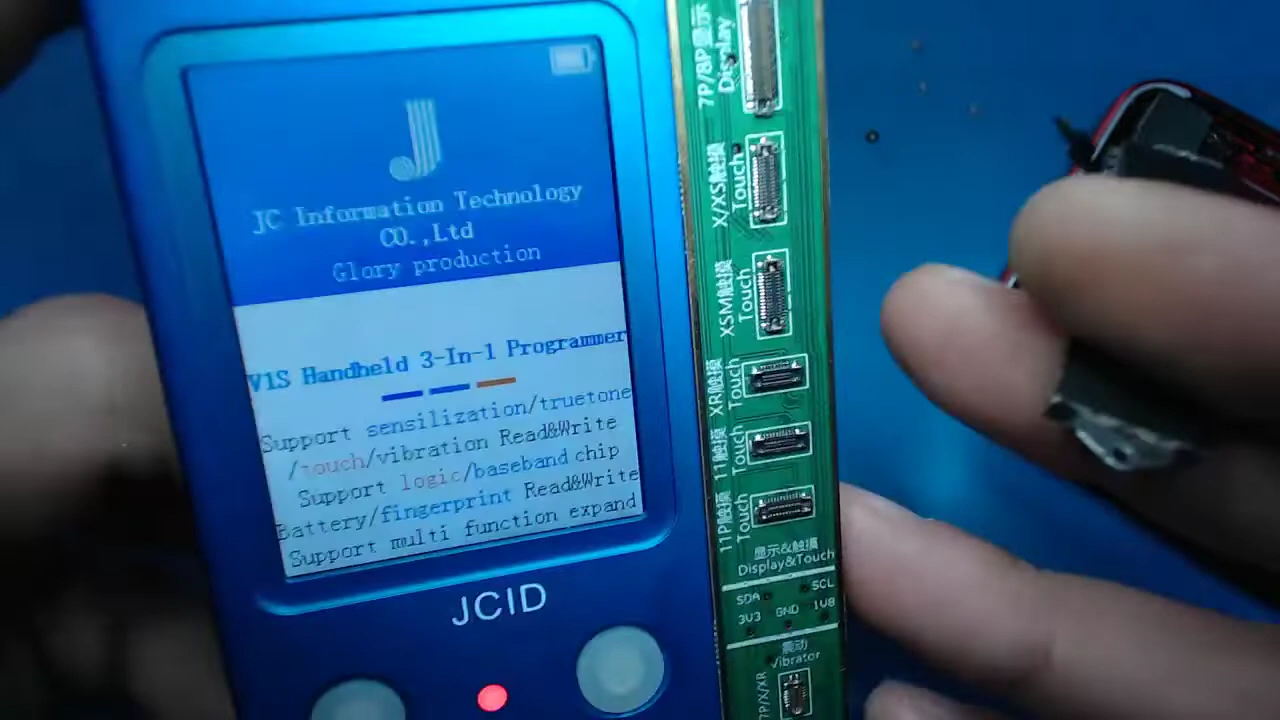 JC Information Technology
CO.,Ltd
Glory production
V1S Handheld 3-In-1 Programmer
Support sensilization/truetone
/touch/vibration Read&Write
Support logic/baseband chip
Battery/fingerprint Read&Write
Support multi function expand
JCID
7P/8P显示
Display
X/XS触摸
Touch
XSM触摸
Touch
XR触摸
Touch
11触摸
Touch
11P触摸
Touch
显示&触摸
Display&Touch
SDA
SCL
3V3
GND
1V8
震动
Vibrator
7P/X/XR